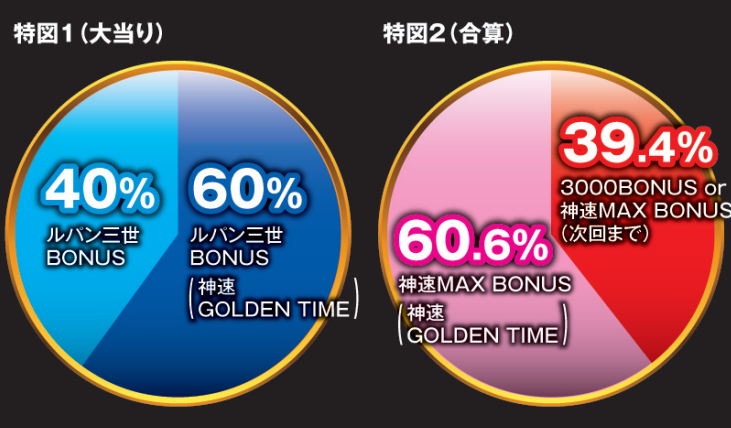 特図1(大当り)
40%
ルパン三世
BONUS
60%
ルパン三世
BONUS
(神速
GOLDEN TIME)
特図2(合算)
39.4%
3000BONUS or
神速MAX BONUS
(次回まで)
60.6%
神速MAX BONUS
(神速
GOLDEN TIME)